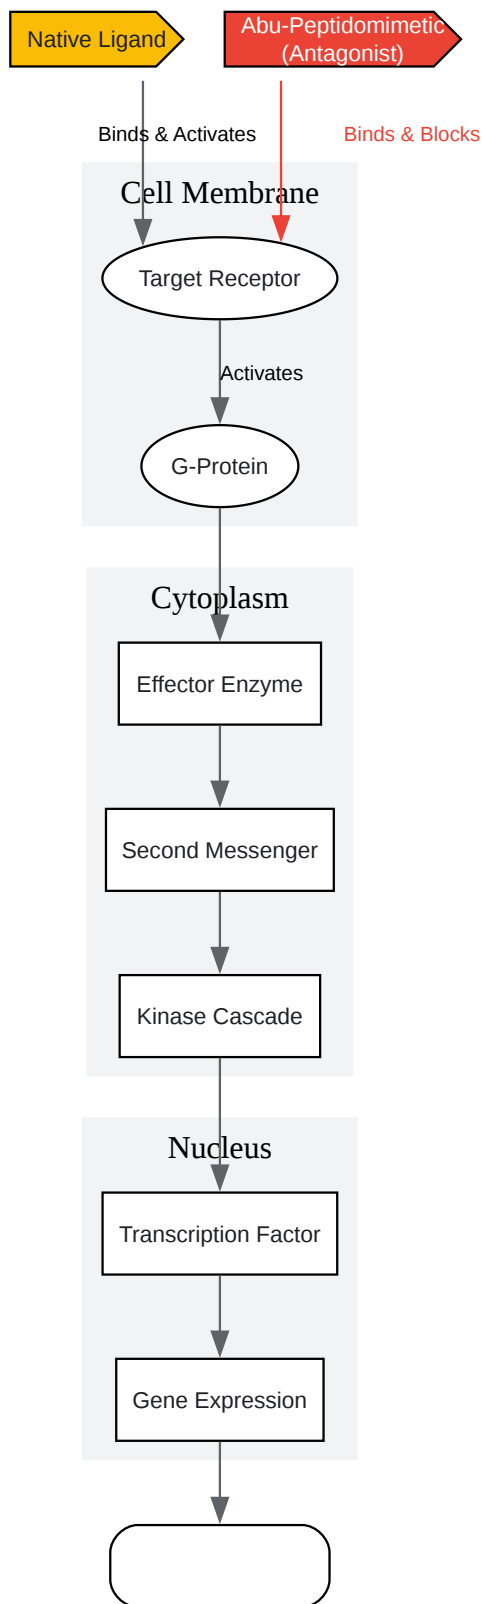 Native Ligand
Abu-Peptidomimetic
(Antagonist)
Binds & Activates
Binds & Blocks
Cell Membrane
Target Receptor
Activates
G-Protein
Cytoplasm
Effector Enzyme
Second Messenger
Kinase Cascade
Nucleus
Transcription Factor
Gene Expression